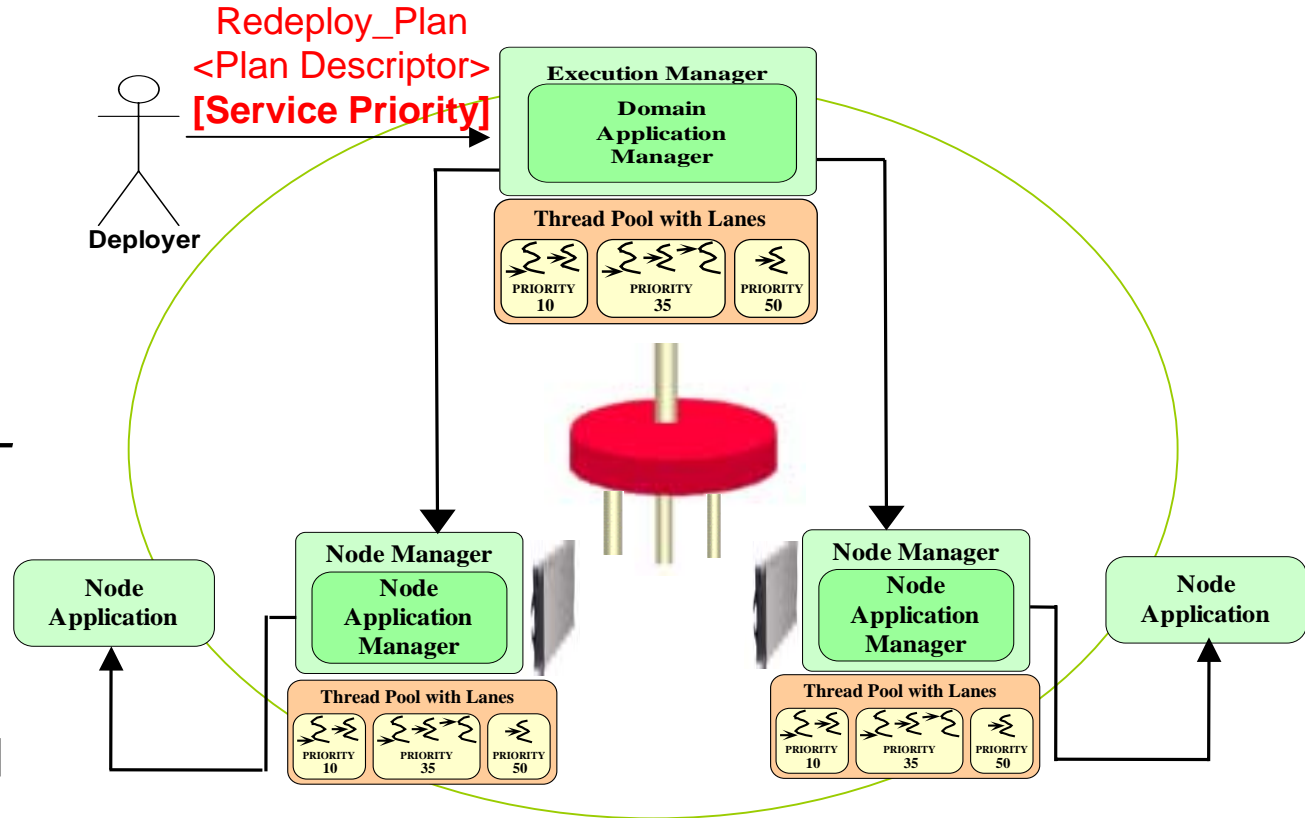 Redeploy_Plan
<Plan Descriptor>
[Service Priority]
Deployer
Execution Manager
Domain
Application
Manager
Thread Pool with Lanes
PRIORITY
10
PRIORITY
35
PRIORITY
50
Node
Application
Node Manager
Node
Application
Manager
Thread Pool with Lanes
PRIORITY
10
PRIORITY
35
PRIORITY
50
Node Manager
Node
Application
Manager
Thread Pool with Lanes
PRIORITY
10
PRIORITY
35
PRIORITY
50
Node
Application